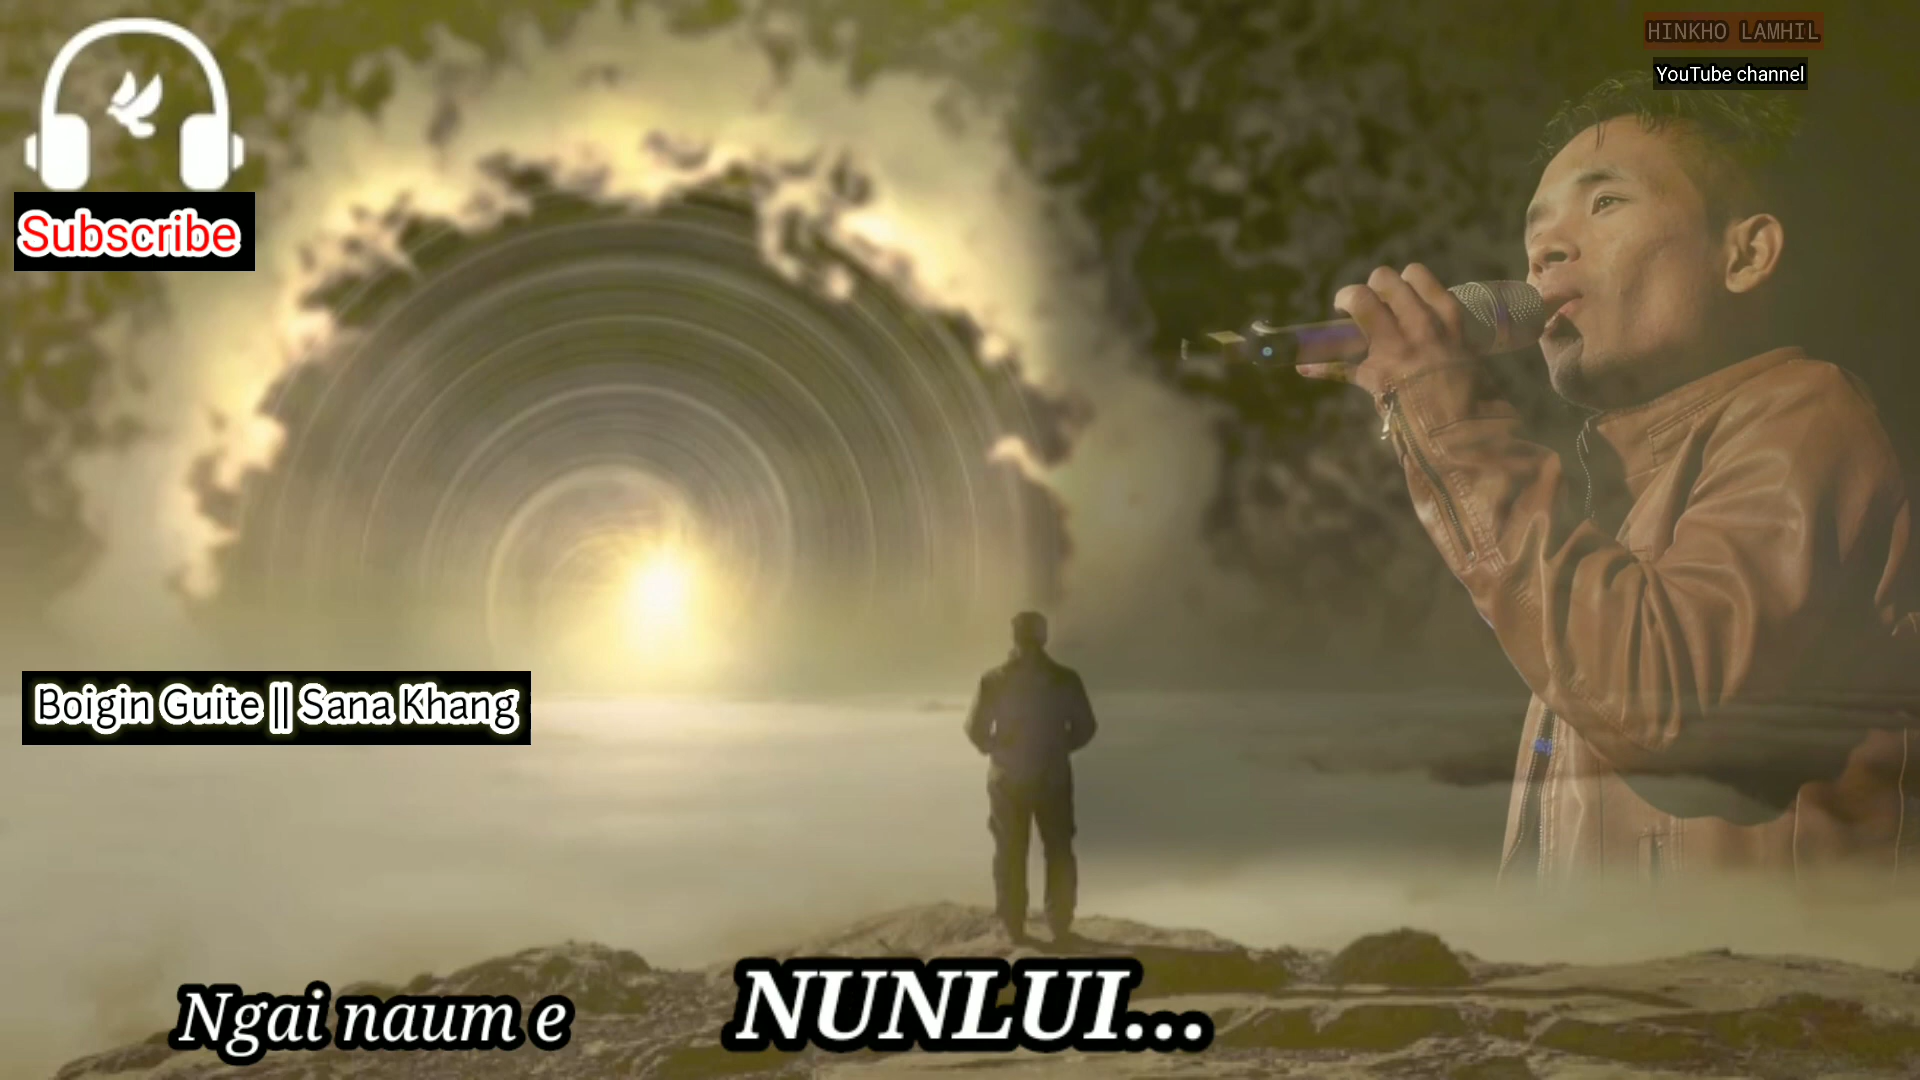 HINKHO LAMHIL
YouTube channel
Subscribe
Boigin Guite || Sana Khang
Ngai naum e NUNLUI...